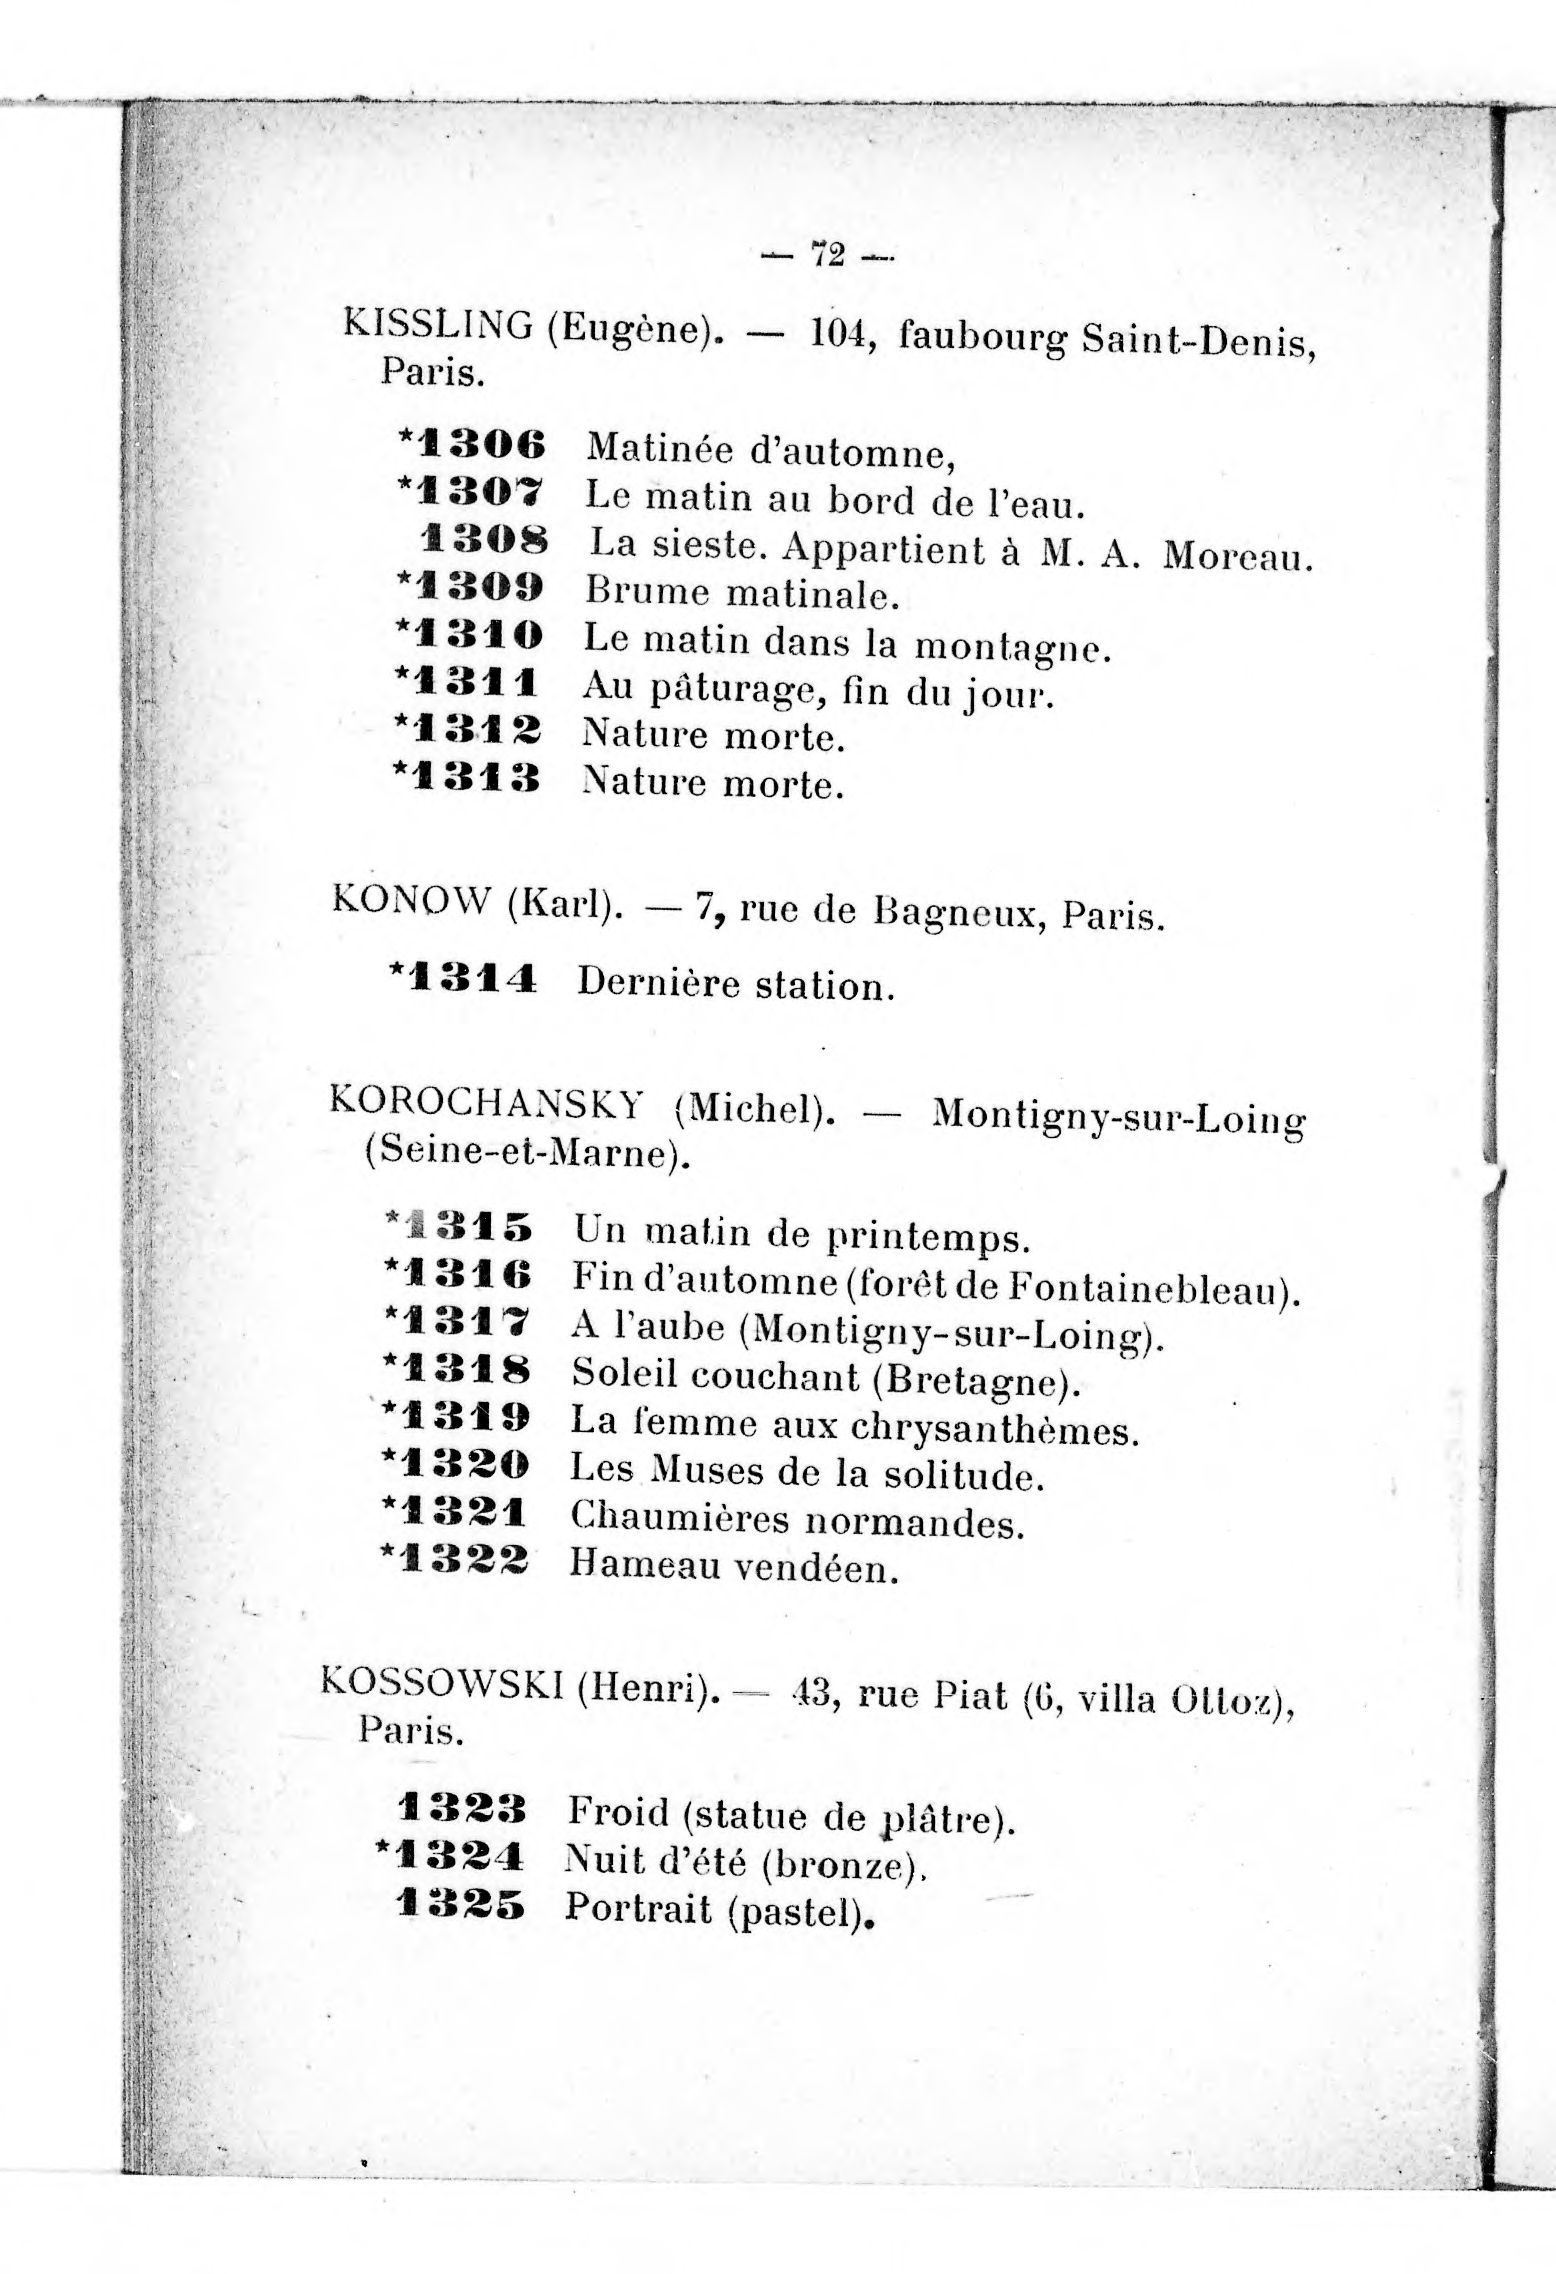 — 72 —
KISSLING (Eugène). — 104, faubourg Saint-Denis,
Paris.
*1306 Matinée d'automne,
*1307 Le matin au bord de l'eau.
1308 La sieste. Appartient à M. A. Moreau.
*1309 Brume matinale.
*1310 Le matin dans la montagne.
*1311 Au pâturage, fin du jour.
*1312 Nature morte.
*1313 Nature morte.
KONOW (Karl). — 7, rue de Bagneux, Paris.
*1314 Dernière station.
KOROCHANSKY (Michel). — Montigny-sur-Loing
(Seine-et-Marne).
*1315 Un matin de printemps.
*1316 Fin d'automne (forêt de Fontainebleau).
*1317 A l'aube (Montigny-sur-Loing).
*1318 Soleil couchant (Bretagne).
*1319 La femme aux chrysanthèmes.
*1320 Les Muses de la solitude.
*1321 Chaumières normandes.
*1322 Hameau vendéen.
KOSSOWSKI (Henri). — 43, rue Piat (6, villa Ottoz),
Paris.
1323 Froid (statue de plâtre).
*1324 Nuit d'été (bronze).
1325 Portrait (pastel).